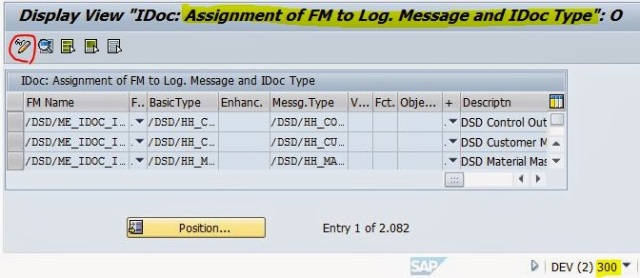 Display View "IDoc: Assignment of FM to Log. Message and IDoc Type": O
IDoc: Assignment of FM to Log. Message and IDoc Type
FM Name F.. BasicType Enhanc. Messg.Type V... Fct. Obje... + Descriptn
/DSD/ME_IDOC_I… . /DSD/HH_C… /DSD/HH_CO… . DSD Control Out
/DSD/ME_IDOC_I… . /DSD/HH_C… /DSD/HH_CU… . DSD Customer M
/DSD/ME_IDOC_I… . /DSD/HH_M… /DSD/HH_MA… . DSD Material Mas
Position... Entry 1 of 2.082
SAP DEV (2) 300